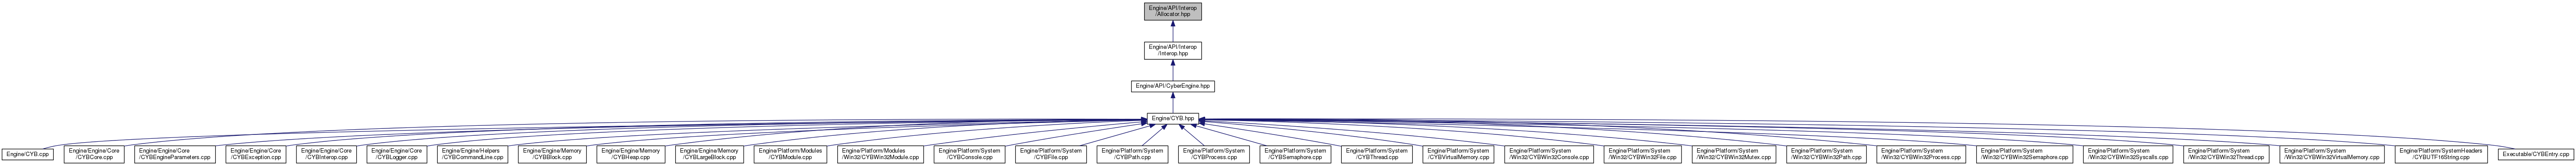 Engine/API/Interop
/Allocator.hpp
Engine/API/Interop
/Interop.hpp
Engine/API/CyberEngine.hpp
Engine/CYB.hpp
Engine/CYB.cpp
Engine/Engine/Core
/CYBCore.cpp
Engine/Engine/Core
/CYBEngineParameters.cpp
Engine/Engine/Core
/CYBException.cpp
Engine/Engine/Core
/CYBInterop.cpp
Engine/Engine/Core
/CYBLogger.cpp
Engine/Engine/Helpers
/CYBCommandLine.cpp
Engine/Engine/Memory
/CYBBlock.cpp
Engine/Engine/Memory
/CYBHeap.cpp
Engine/Engine/Memory
/CYBLargeBlock.cpp
Engine/Platform/Modules
/CYBModule.cpp
Engine/Platform/Modules
/Win32/CYBWin32Module.cpp
Engine/Platform/System
/CYBConsole.cpp
Engine/Platform/System
/CYBFile.cpp
Engine/Platform/System
/CYBPath.cpp
Engine/Platform/System
/CYBProcess.cpp
Engine/Platform/System
/CYBSemaphore.cpp
Engine/Platform/System
/CYBThread.cpp
Engine/Platform/System
/CYBVirtualMemory.cpp
Engine/Platform/System
/Win32/CYBWin32Console.cpp
Engine/Platform/System
/Win32/CYBWin32File.cpp
Engine/Platform/System
/Win32/CYBWin32Mutex.cpp
Engine/Platform/System
/Win32/CYBWin32Path.cpp
Engine/Platform/System
/Win32/CYBWin32Process.cpp
Engine/Platform/System
/Win32/CYBWin32Semaphore.cpp
Engine/Platform/System
/Win32/CYBWin32Syscalls.cpp
Engine/Platform/System
/Win32/CYBWin32Thread.cpp
Engine/Platform/System
/Win32/CYBWin32VirtualMemory.cpp
Engine/Platform/SystemHeaders
/CYBUTF16String.cpp
Executable/CYBEntry.cpp